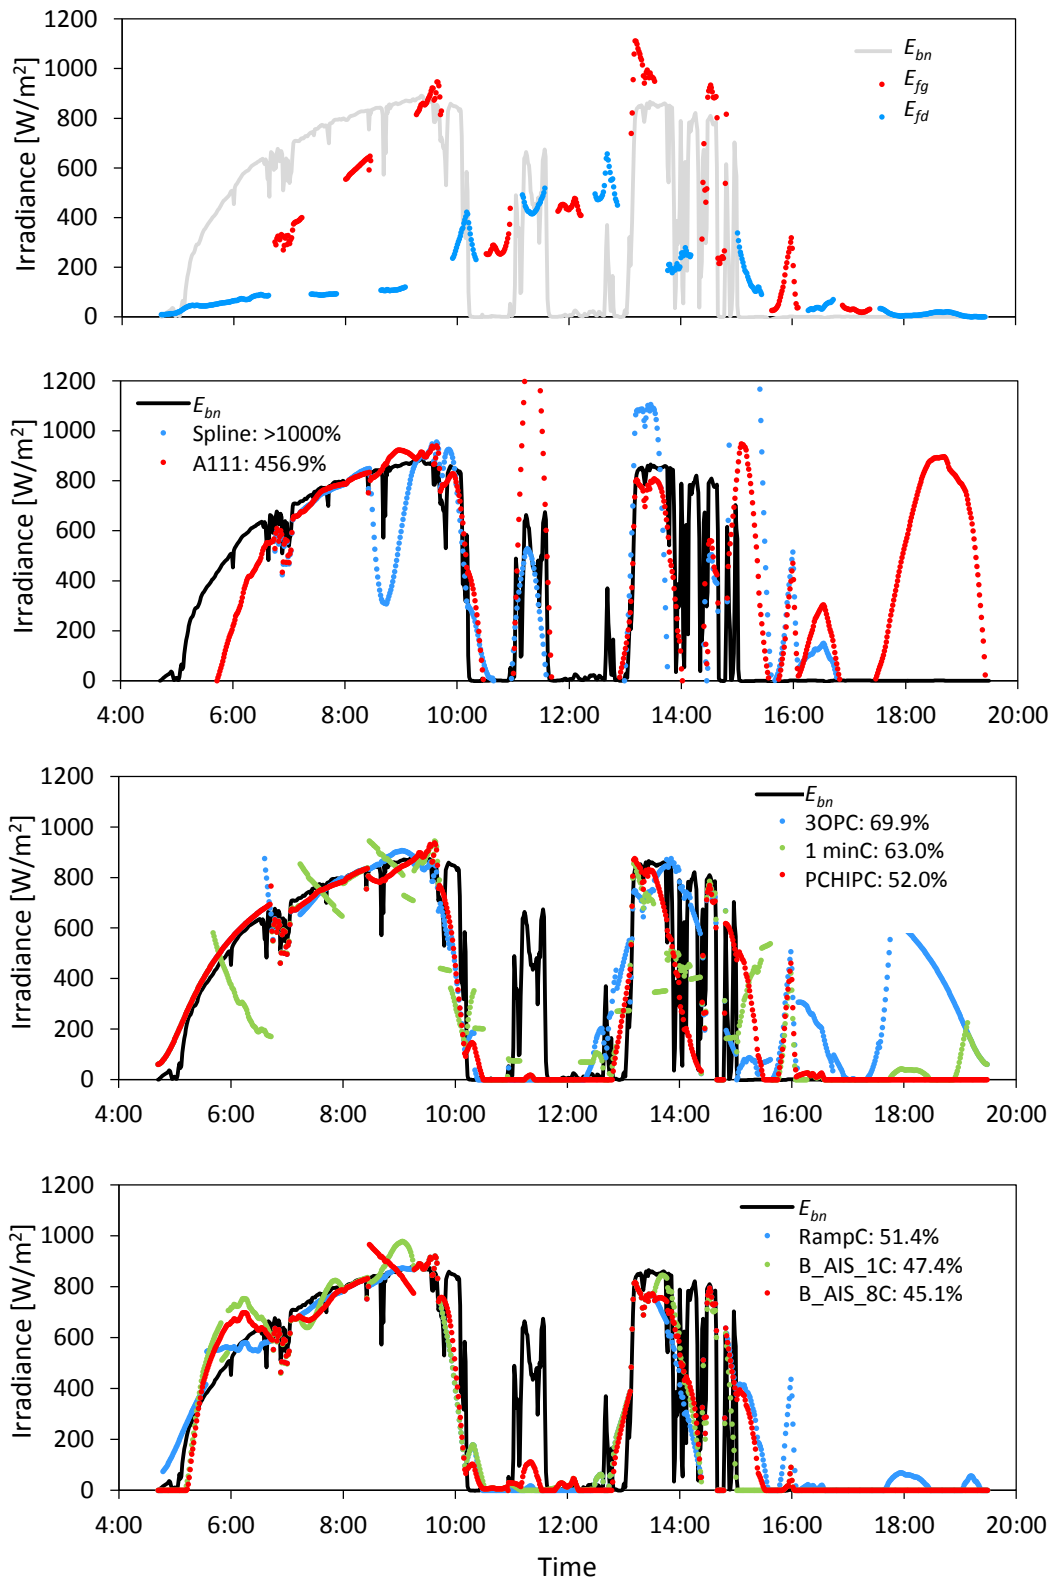 1200
1000
800
600
400
200
0
Irradiance [W/m²]
E_bn
E_fg
E_fd
1200
1000
800
600
400
200
0
Irradiance [W/m²]
E_bn
Spline: >1000%
A111: 456.9%
4:00 6:00 8:00 10:00 12:00 14:00 16:00 18:00 20:00
1200
1000
800
600
400
200
0
Irradiance [W/m²]
E_bn
3OPC: 69.9%
1 minC: 63.0%
PCHIPC: 52.0%
4:00 6:00 8:00 10:00 12:00 14:00 16:00 18:00 20:00
1200
1000
800
600
400
200
0
Irradiance [W/m²]
E_bn
RampC: 51.4%
B_AIS_1C: 47.4%
B_AIS_8C: 45.1%
4:00 6:00 8:00 10:00 12:00 14:00 16:00 18:00 20:00
Time